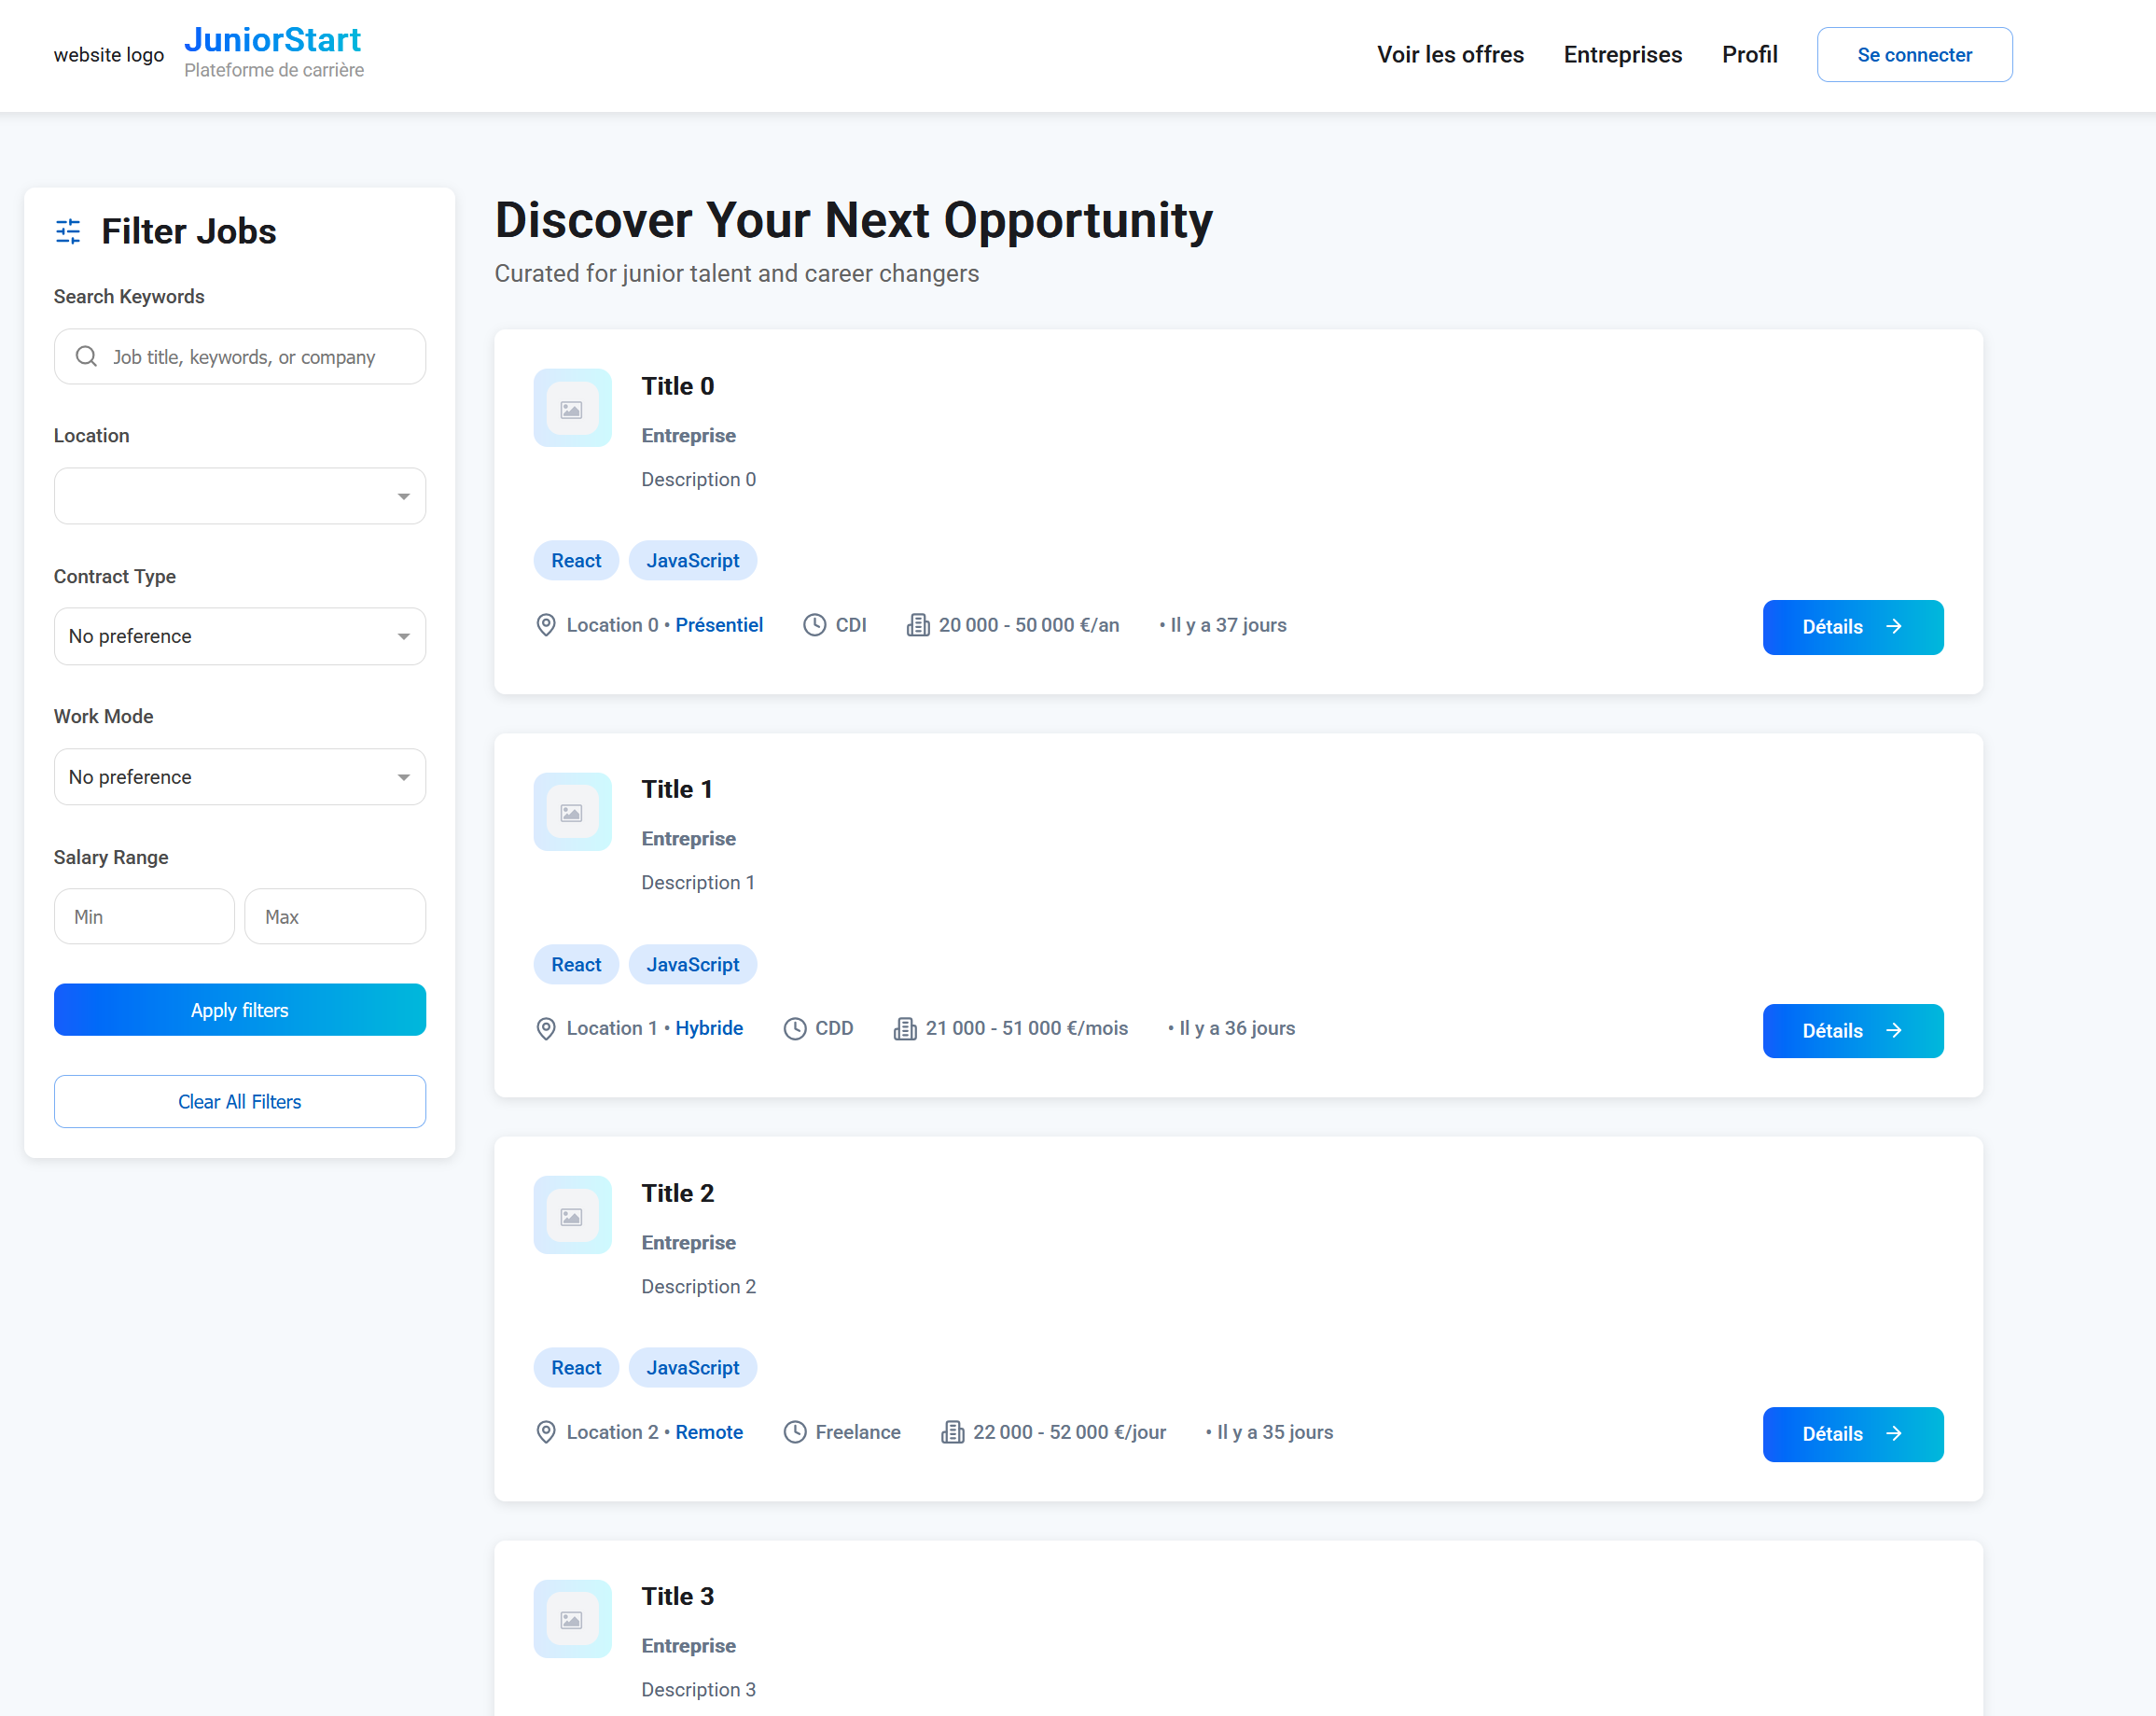 website logo
JuniorStart
Plateforme de carrière
Voir les offres
Entreprises
Profil
Se connecter
Filter Jobs
Search Keywords
Job title, keywords, or company
Location
Contract Type
No preference
Work Mode
No preference
Salary Range
Min
Max
Apply filters
Clear All Filters
Discover Your Next Opportunity
Curated for junior talent and career changers
Title 0
Entreprise
Description 0
React
JavaScript
Location 0 • Présentiel
CDI
20 000 - 50 000 €/an
• Il y a 37 jours
Détails
Title 1
Entreprise
Description 1
React
JavaScript
Location 1 • Hybride
CDD
21 000 - 51 000 €/mois
• Il y a 36 jours
Détails
Title 2
Entreprise
Description 2
React
JavaScript
Location 2 • Remote
Freelance
22 000 - 52 000 €/jour
• Il y a 35 jours
Détails
Title 3
Entreprise
Description 3